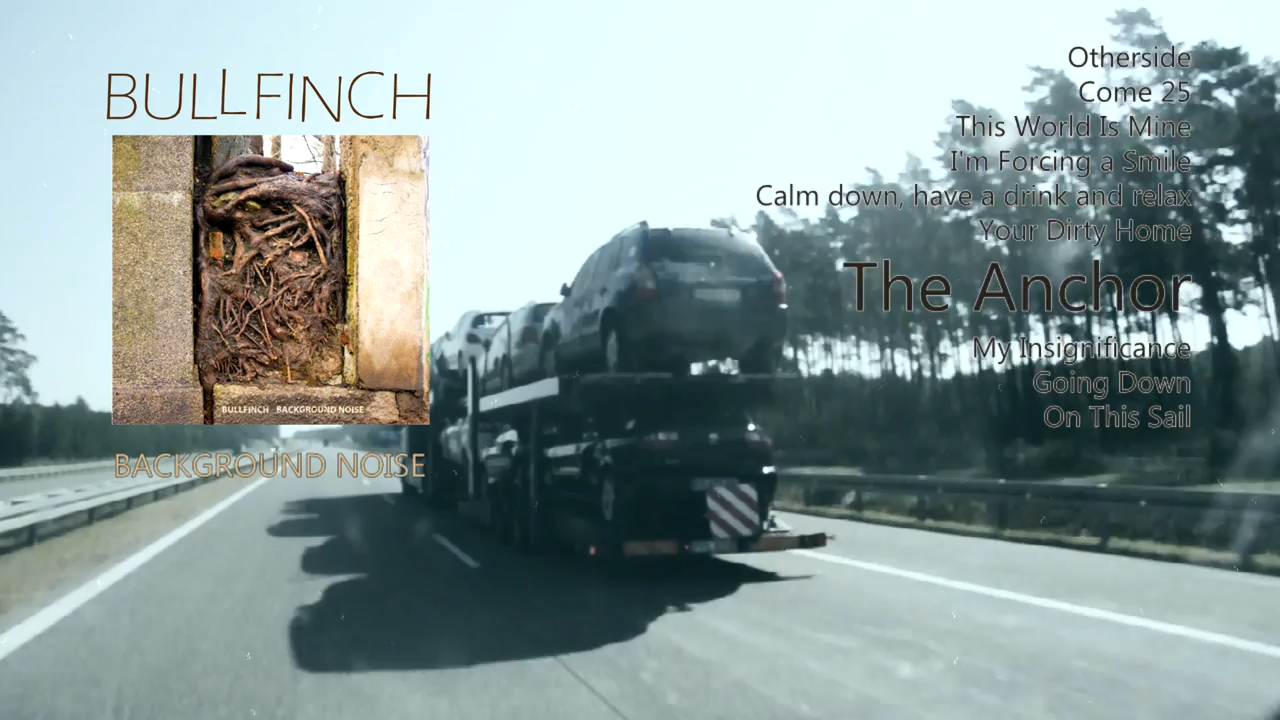 BULLFINCH
BULLFINCH BACKGROUND NOISE
BACKGROUND NOISE
Otherside
Come 25
This World Is Mine
I'm Forcing a Smile
Calm down, have a drink and relax
Your Dirty Home
The Anchor
My Insignificance
Going Down
On This Sail